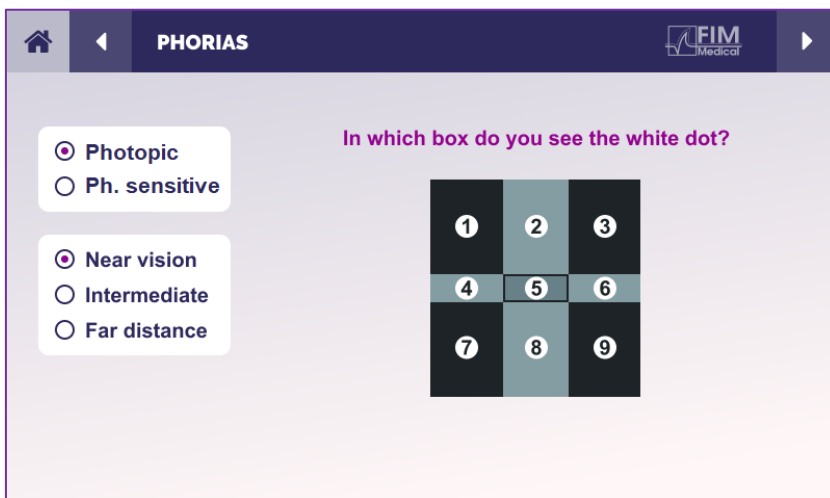 PHORIAS
FIM
Medical
Photopic
Ph. sensitive
Near vision
Intermediate
Far distance
In which box do you see the white dot?
1 2 3
4 5 6
7 8 9